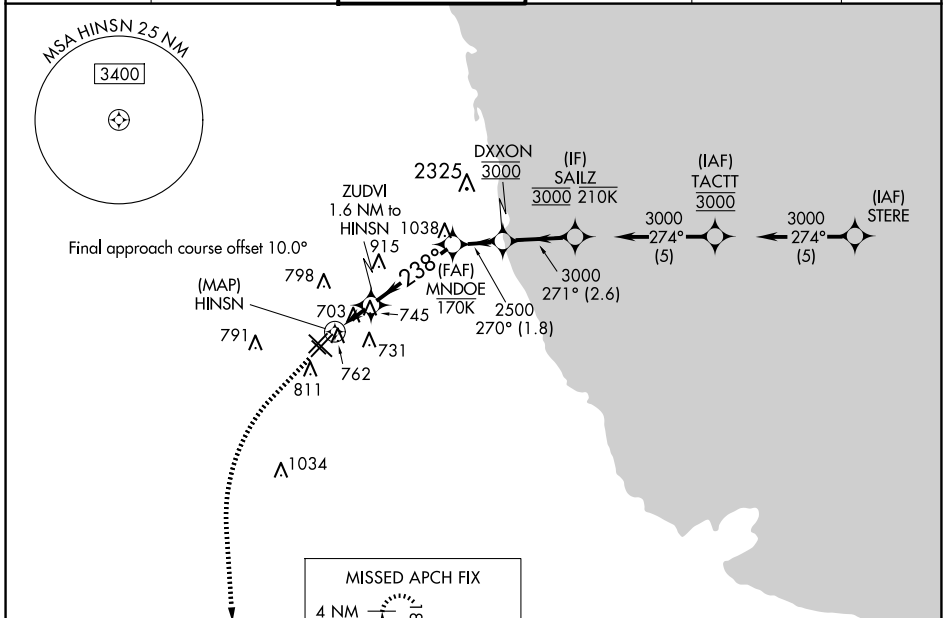 MSA HINSN 25 NM
3400
Final approach course offset 10.0°
(MAP)
HINSN
ZUDVI
1.6 NM to
HINSN
2325
1038
915
798
703
745
791
731
762
811
1034
238°
(FAF)
MNDOE
170K
DXXON
3000
2500
270° (1.8)
(IF)
SAILZ
3000 210K
3000
271° (2.6)
(IAF)
TACTT
3000
3000
274°
(5)
3000
274°
(5)
(IAF)
STERE
MISSED APCH FIX
4 NM